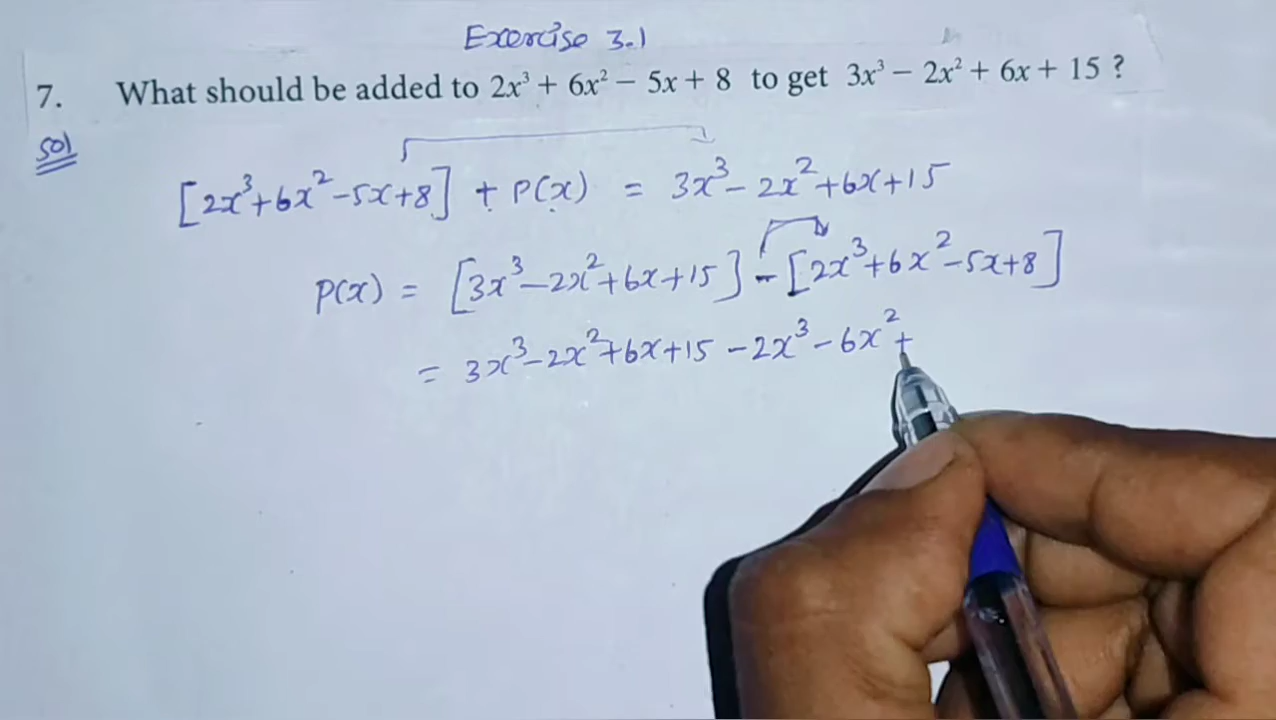 Exercise 3.1
7. What should be added to 2x³ + 6x² − 5x + 8 to get 3x³ − 2x² + 6x + 15 ?
Sol
[2x³+6x²−5x+8] + P(x) = 3x³−2x²+6x+15
P(x) = [3x³−2x²+6x+15] − [2x³+6x²−5x+8]
= 3x³−2x²+6x+15 −2x³−6x²+